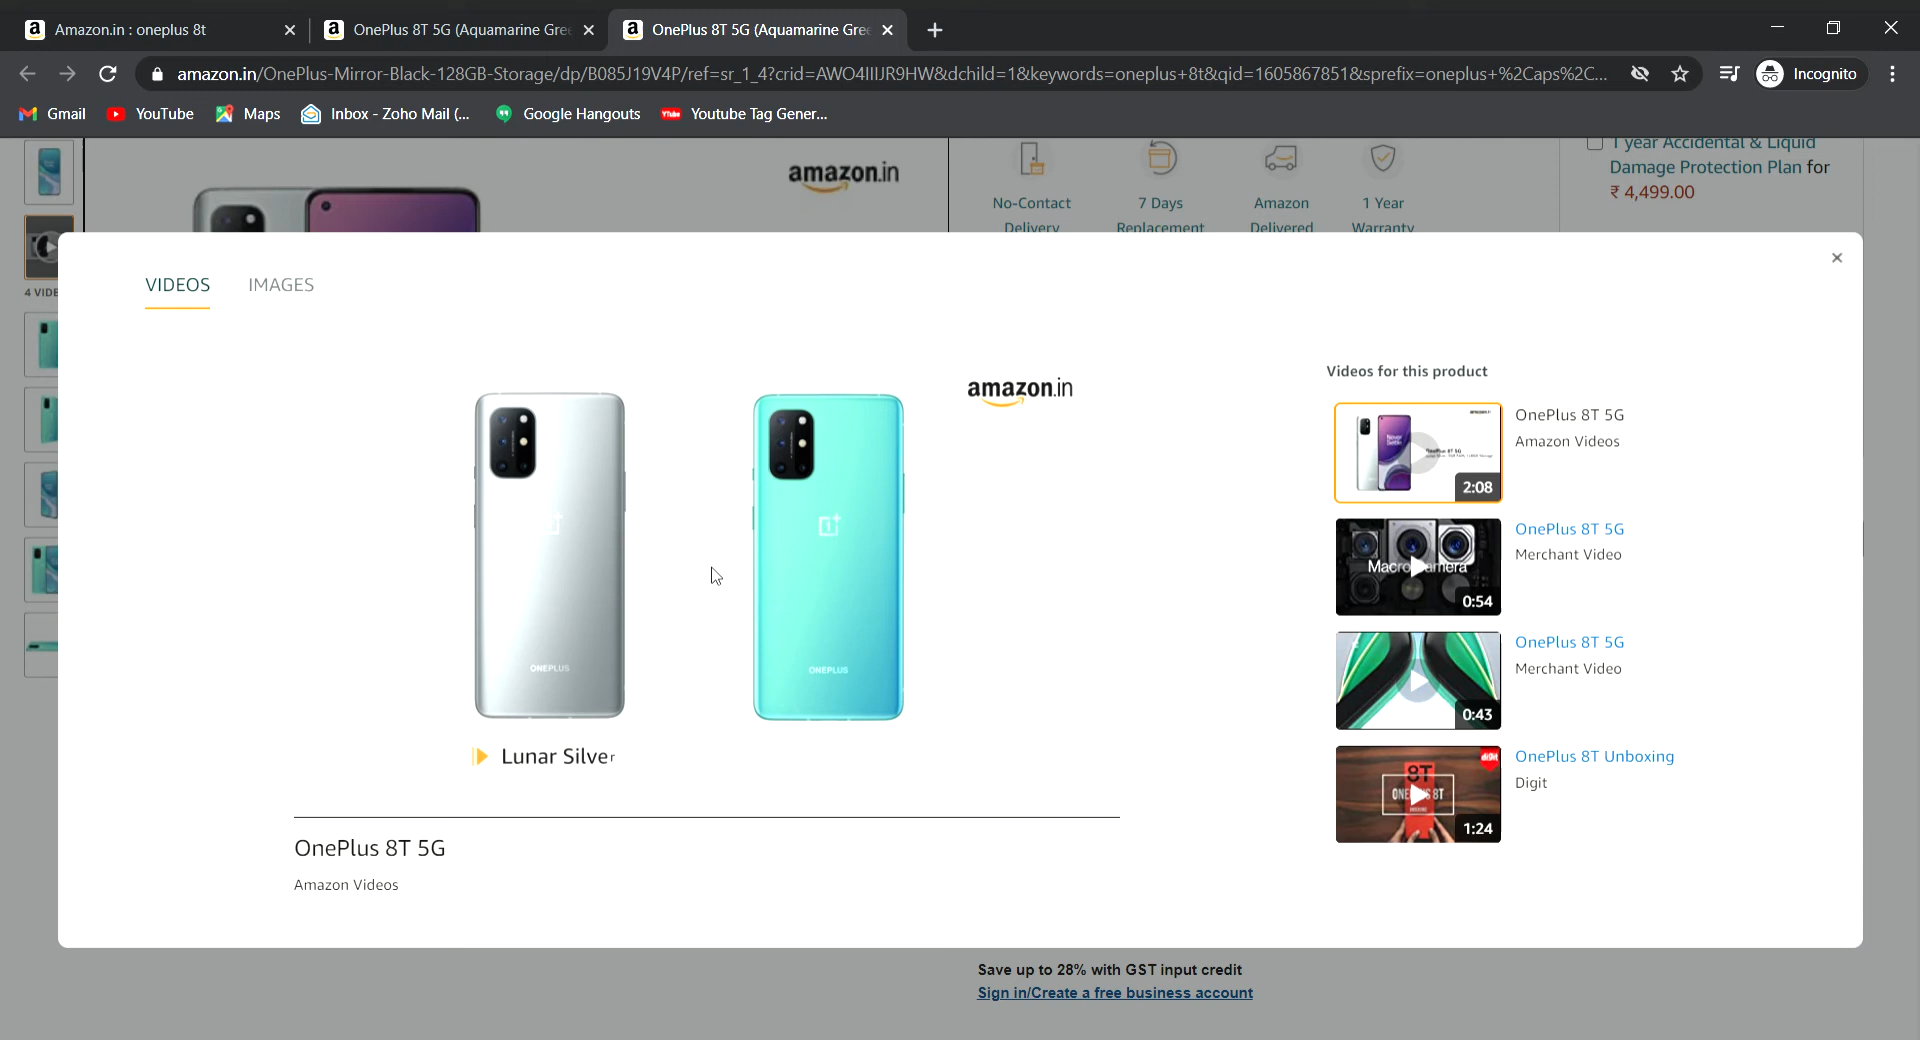 Amazon.in : oneplus 8t
OnePlus 8T 5G (Aquamarine Gree
OnePlus 8T 5G (Aquamarine Gree
amazon.in/OnePlus-Mirror-Black-128GB-Storage/dp/B085J19V4P/ref=sr_1_4?crid=AWO4IIIJR9HW&dchild=1&keywords=oneplus+8t&qid=1605867851&sprefix=oneplus+%2Caps%2C...
Incognito
Gmail
YouTube
Maps
Inbox - Zoho Mail (...
Google Hangouts
Youtube Tag Gener...
amazon.in
No-Contact
Delivery
7 Days
Replacement
Amazon
Delivered
1 Year
Warranty
1 year Accidental & Liquid
Damage Protection Plan for
₹ 4,499.00
4 VIDE
VIDEOS
IMAGES
amazon.in
ONEPLUS
ONEPLUS
Lunar Silver
OnePlus 8T 5G
Amazon Videos
Videos for this product
2:08
OnePlus 8T 5G
Amazon Videos
0:54
OnePlus 8T 5G
Merchant Video
0:43
OnePlus 8T 5G
Merchant Video
8T
1:24
OnePlus 8T Unboxing
Digit
Save up to 28% with GST input credit
Sign in/Create a free business account